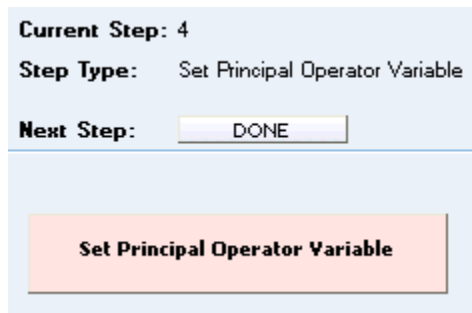 Current Step: 4
Step Type: Set Principal Operator Variable
Next Step: DONE
Set Principal Operator Variable